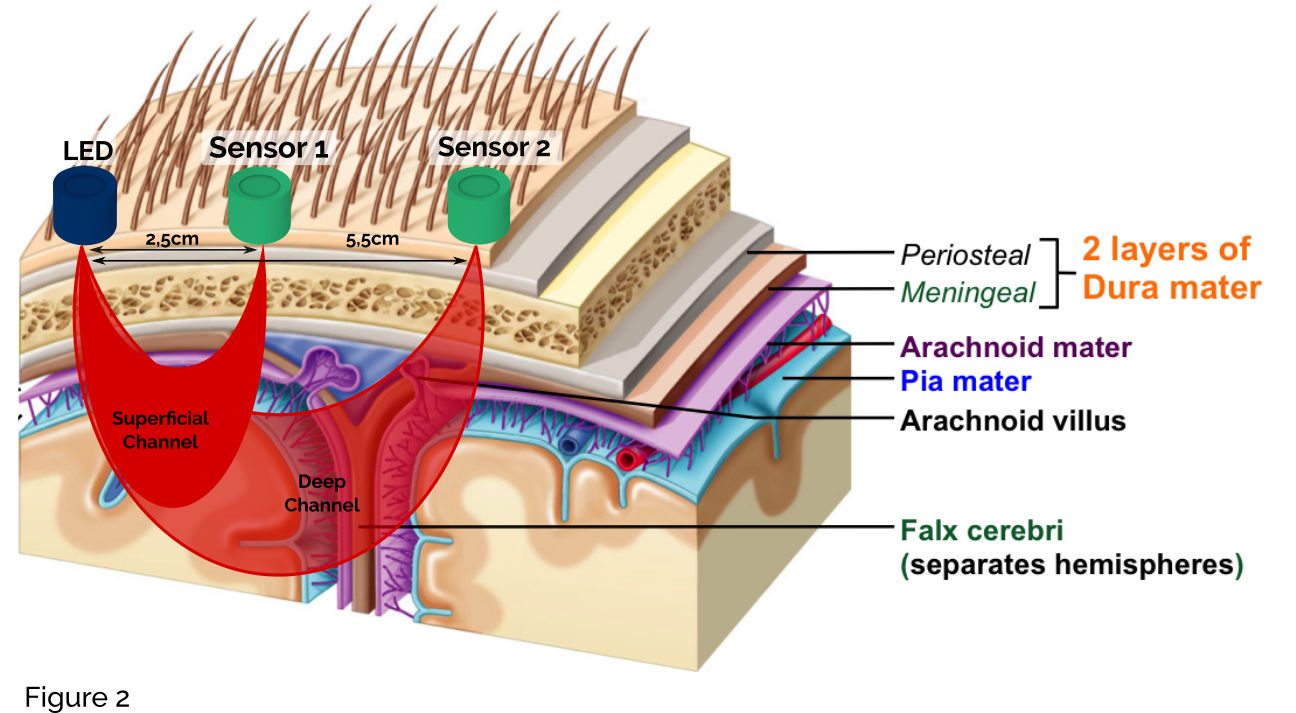 LED
Sensor 1
Sensor 2
2,5cm
5,5cm
Periosteal
Meningeal
2 layers of
Dura mater
Arachnoid mater
Pia mater
Arachnoid villus
Superficial
Channel
Deep
Channel
Falx cerebri
(separates hemispheres)
Figure 2